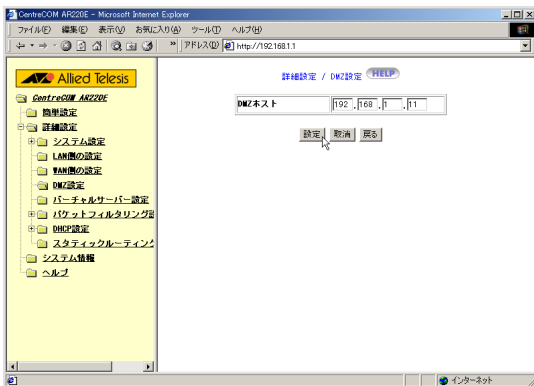 CentreCOM AR220E - Microsoft Internet Explorer
ファイル(F) 編集(E) 表示(V) お気に入り(A) ツール(T) ヘルプ(H)
» アドレス(D) http://192.168.1.1
Allied Telesis
CentreCOM AR220E
簡単設定
詳細設定
システム設定
LAN側の設定
WAN側の設定
DMZ設定
バーチャルサーバー設定
パケットフィルタリング設
DHCP設定
スタティックルーティング
システム情報
ヘルプ
詳細設定 / DMZ設定 HELP
DMZホスト 192 .168 .1 .11
設定 取消 戻る
インターネット